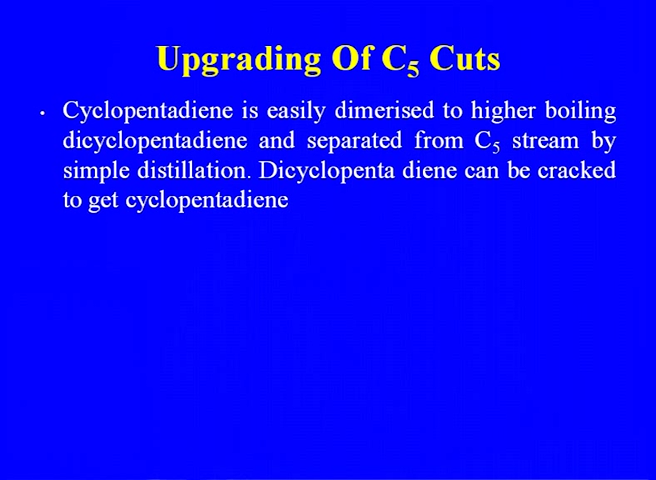 Upgrading Of C₅ Cuts
• Cyclopentadiene is easily dimerised to higher boiling
dicyclopentadiene and separated from C₅ stream by
simple distillation. Dicyclopenta diene can be cracked
to get cyclopentadiene